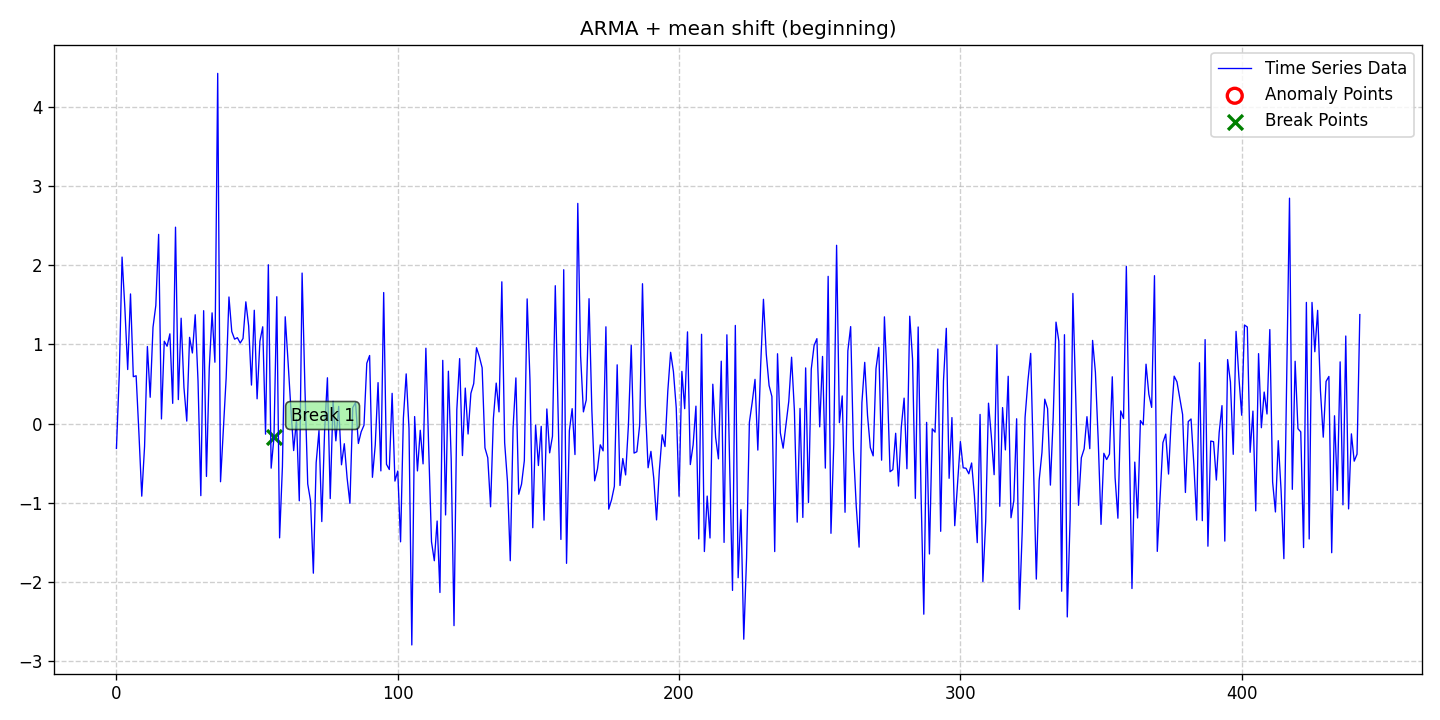 ARMA + mean shift (beginning)
Time Series Data
Anomaly Points
Break Points
4
3
2
1
0
−1
−2
−3
Break 1
0
100
200
300
400